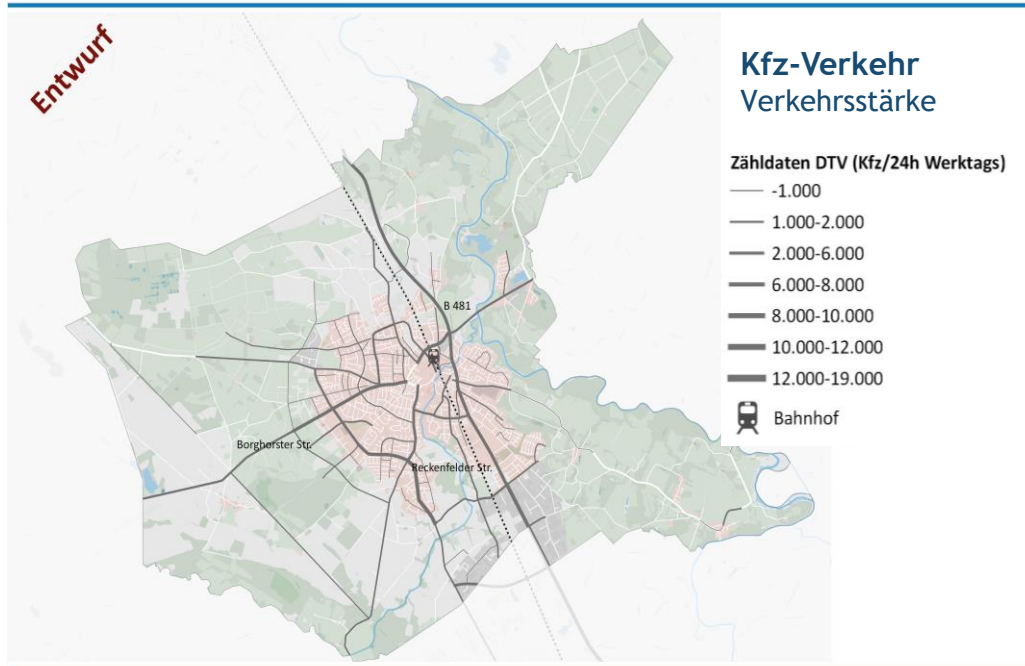 Entwurf
Kfz-Verkehr
Verkehrsstärke
Zähldaten DTV (Kfz/24h Werktags)
-1.000
1.000-2.000
2.000-6.000
6.000-8.000
8.000-10.000
10.000-12.000
12.000-19.000
Bahnhof
B 481
Borghorster Str.
Reckenfelder Str.